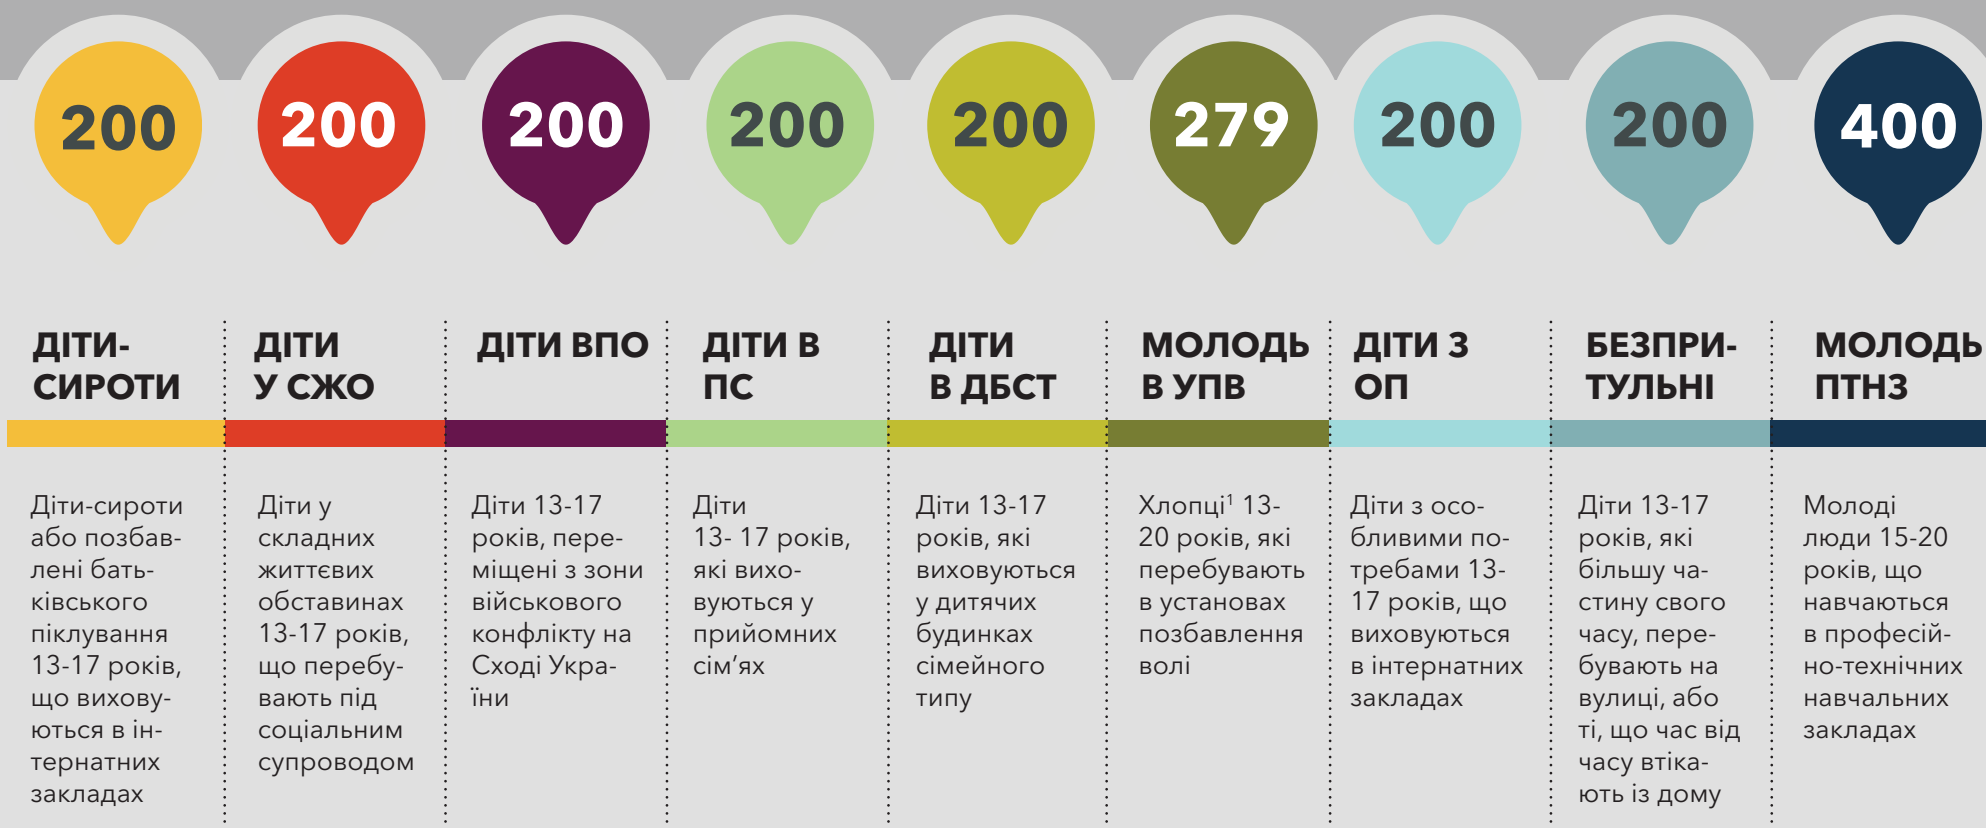 200
200
200
200
200
279
200
200
400
ДІТИ-
СИРОТИ
ДІТИ
У СЖО
ДІТИ ВПО
ДІТИ В
ПС
ДІТИ
В ДБСТ
МОЛОДЬ
В УПВ
ДІТИ З
ОП
БЕЗПРИ-
ТУЛЬНІ
МОЛОДЬ
ПТНЗ
Діти-сироти
або позбав-
лені бать-
ківського
піклування
13-17 років,
що вихову-
ються в ін-
тернатних
закладах
Діти у
складних
життєвих
обставинах
13-17 років,
що перебу-
вають під
соціальним
супроводом
Діти 13-17
років, пере-
міщені з зони
військового
конфлікту на
Сході Укра-
їни
Діти
13- 17 років,
які вихо-
вуються у
прийомних
сім’ях
Діти 13-17
років, які
виховуються
у дитячих
будинках
сімейного
типу
Хлопці¹ 13-
20 років, які
перебувають
в установах
позбавлення
волі
Діти з осо-
бливими по-
требами 13-
17 років, що
виховуються
в інтернатних
закладах
Діти 13-17
років, які
більшу ча-
стину свого
часу, пере-
бувають на
вулиці, або
ті, що час від
часу втіка-
ють із дому
Молоді
люди 15-20
років, що
навчаються
в професій-
но-технічних
навчальних
закладах